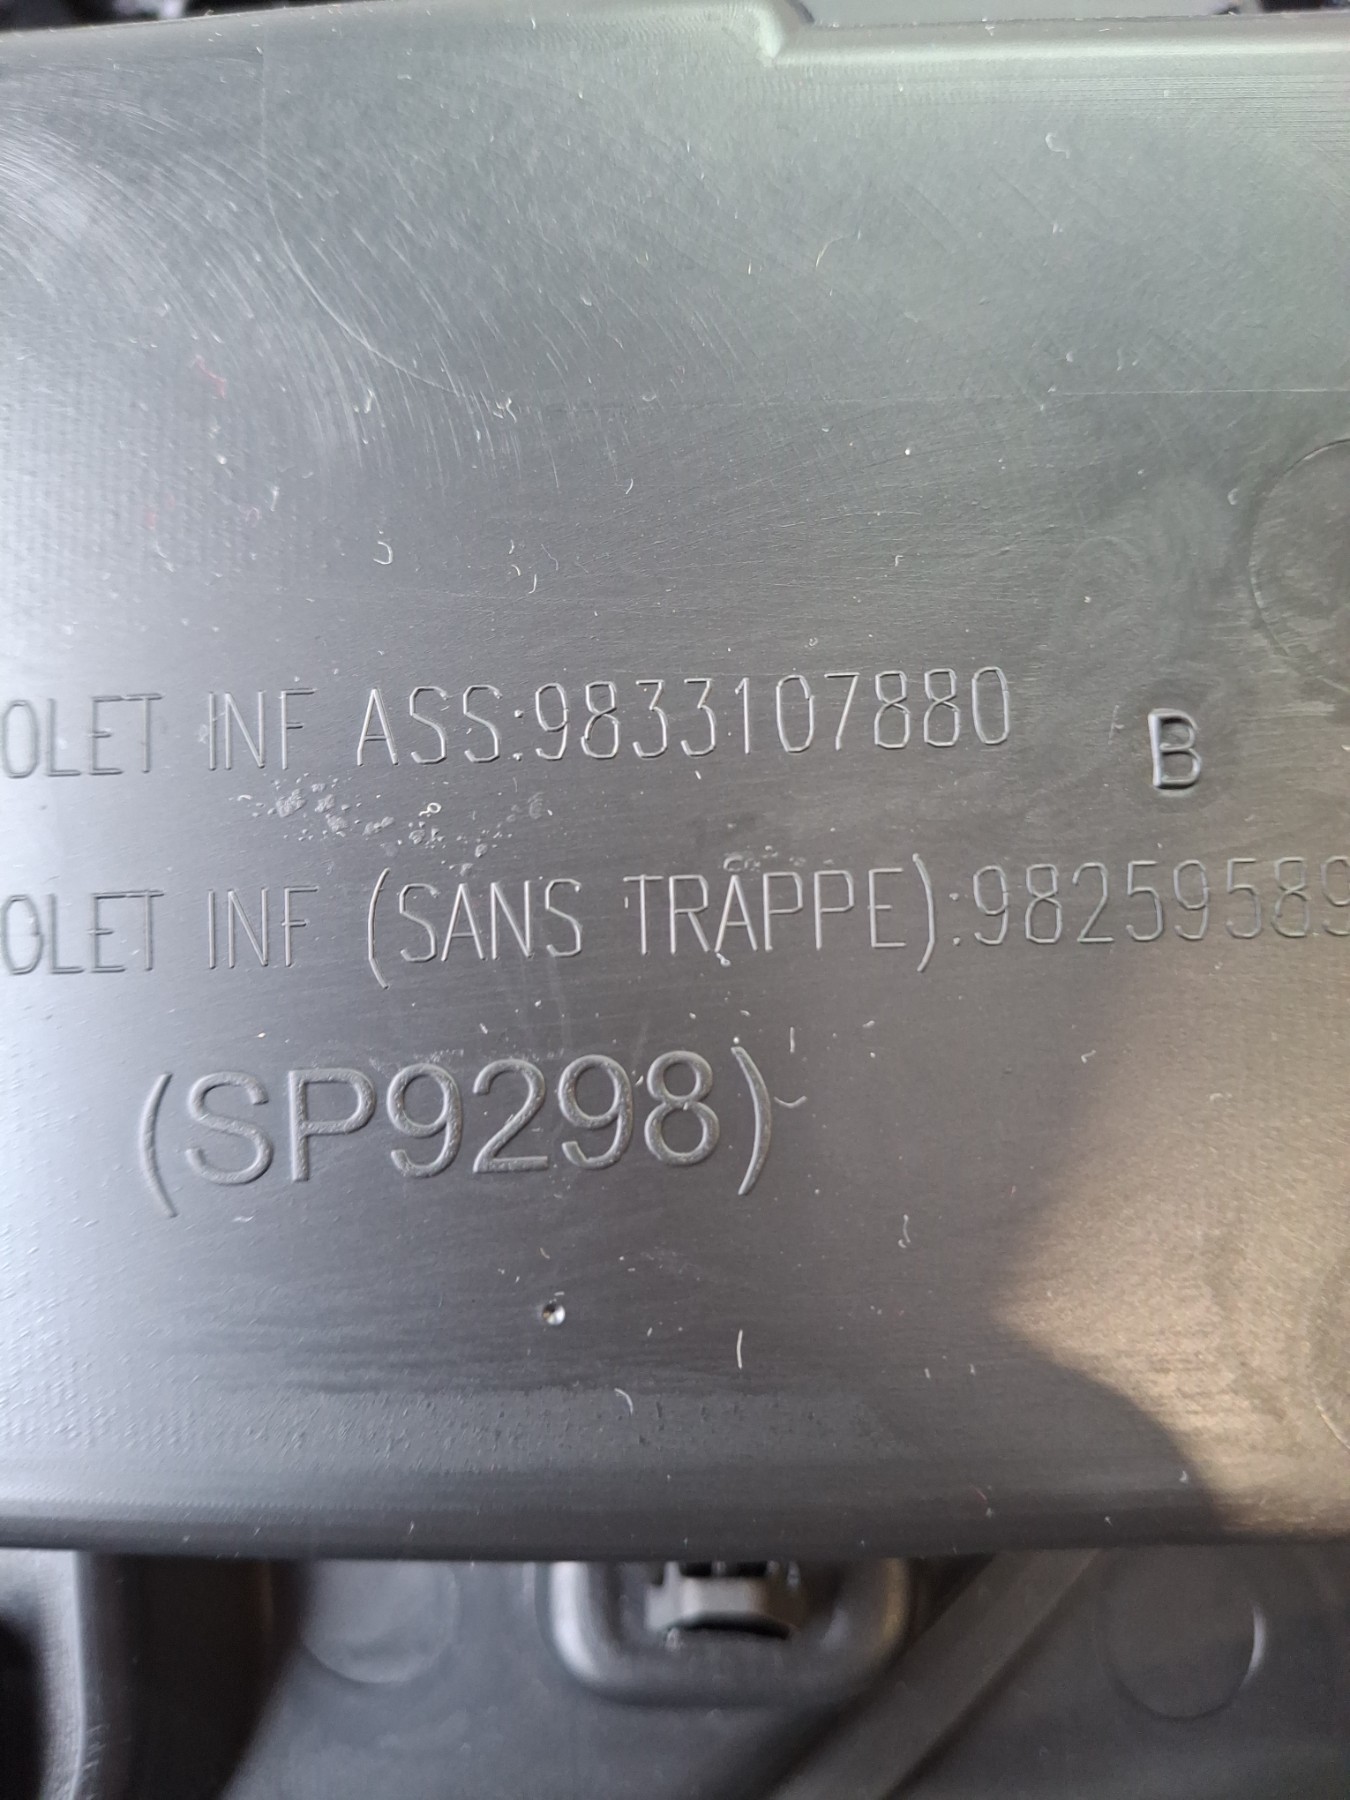 OLET INF ASS:9833107880 B
OLET INF (SANS TRAPPE):98259589
(SP9298)